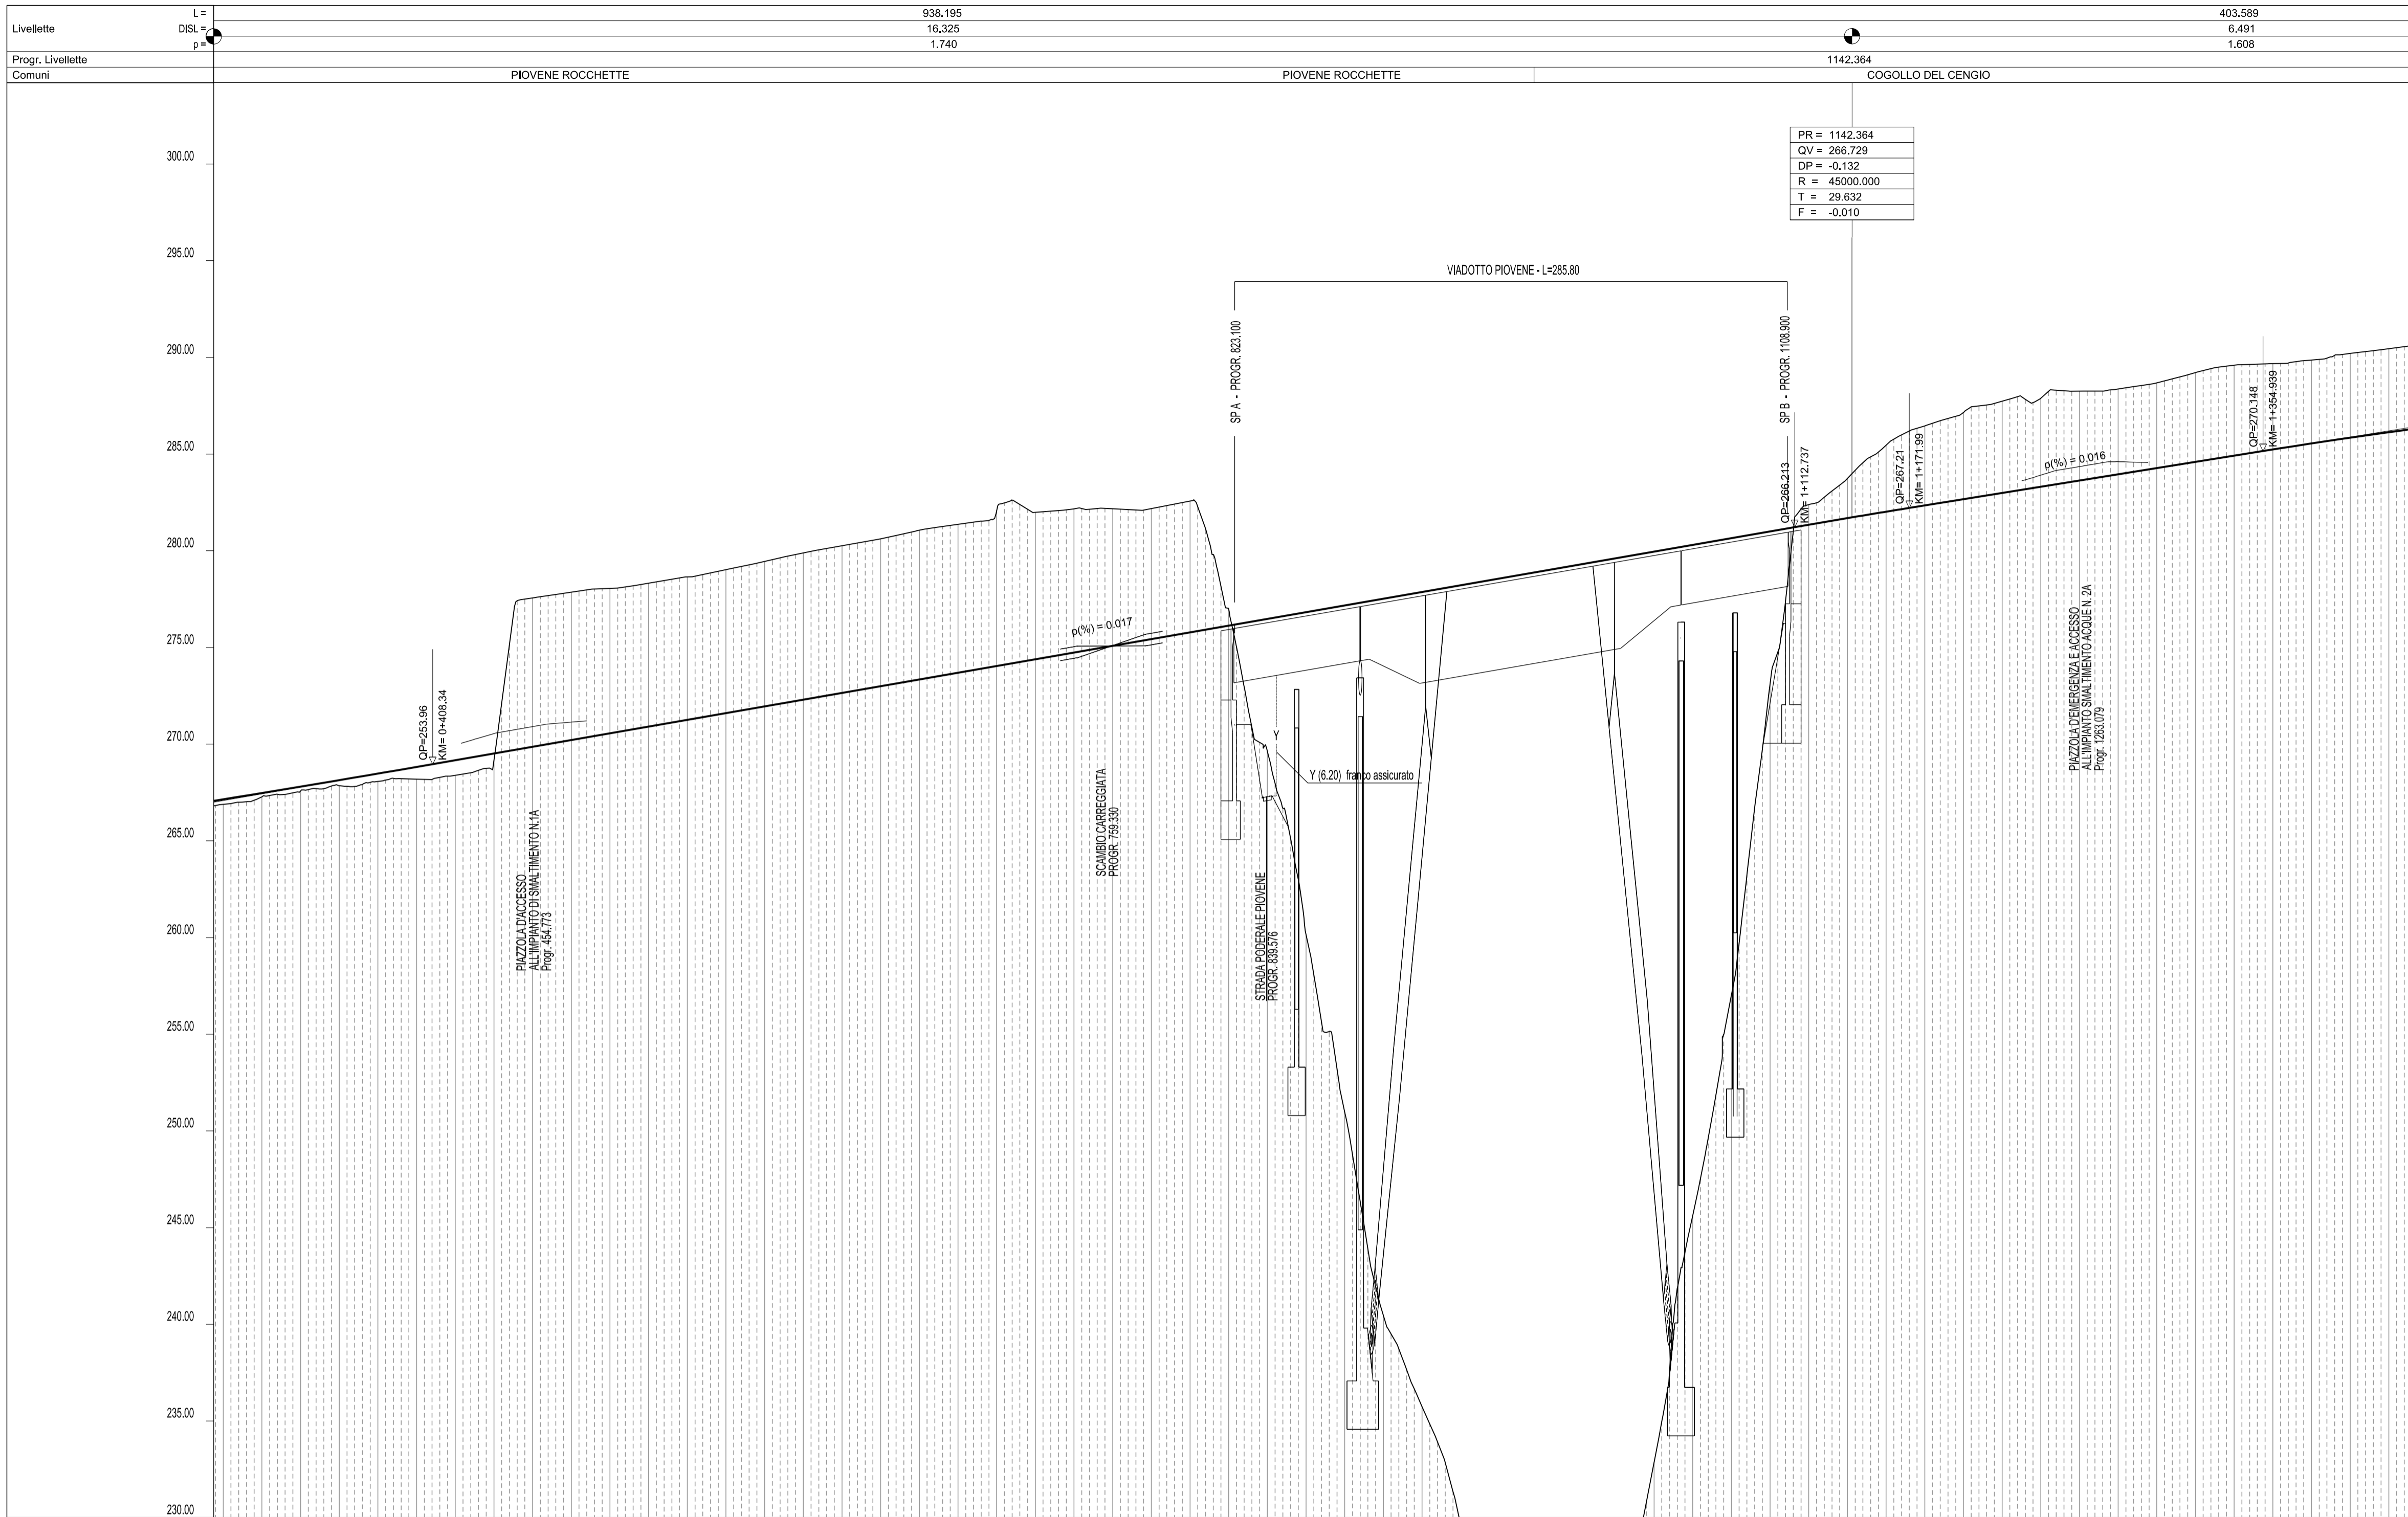 L =
938.195
403.589
Livellette
DISL =
16.325
6.491
p =
1.740
1.608
Progr. Livellette
1142.364
Comuni
PIOVENE ROCCHETTE
PIOVENE ROCCHETTE
COGOLLO DEL CENGIO
PR = 1142.364
QV = 266.729
DP = -0.132
R = 45000.000
T = 29.632
F = -0.010
300.00
295.00
290.00
285.00
280.00
275.00
270.00
265.00
260.00
255.00
250.00
245.00
240.00
235.00
230.00
VIADOTTO PIOVENE - L=285.80
SP A - PROGR. 823.100
SP B - PROGR. 1108.900
QP=253.96
KM= 0+408.34
p(%) = 0.017
QP=266.213
KM= 1+112.737
QP=267.21
KM= 1+171.99
p(%) = 0.016
QP=270.148
KM= 1+354.939
Y
Y (6.20) franco assicurato
PIAZZOLA D'ACCESSO
ALL'IMPIANTO DI SMALTIMENTO N.1A
Progr. 454.773
SCAMBIO CARREGGIATA
PROGR. 759.330
STRADA PODERALE PIOVENE
PROGR. 839.576
PIAZZOLA D'EMERGENZA E ACCESSO
ALL'IMPIANTO SMALTIMENTO ACQUE N. 2A
Progr. 1263.079